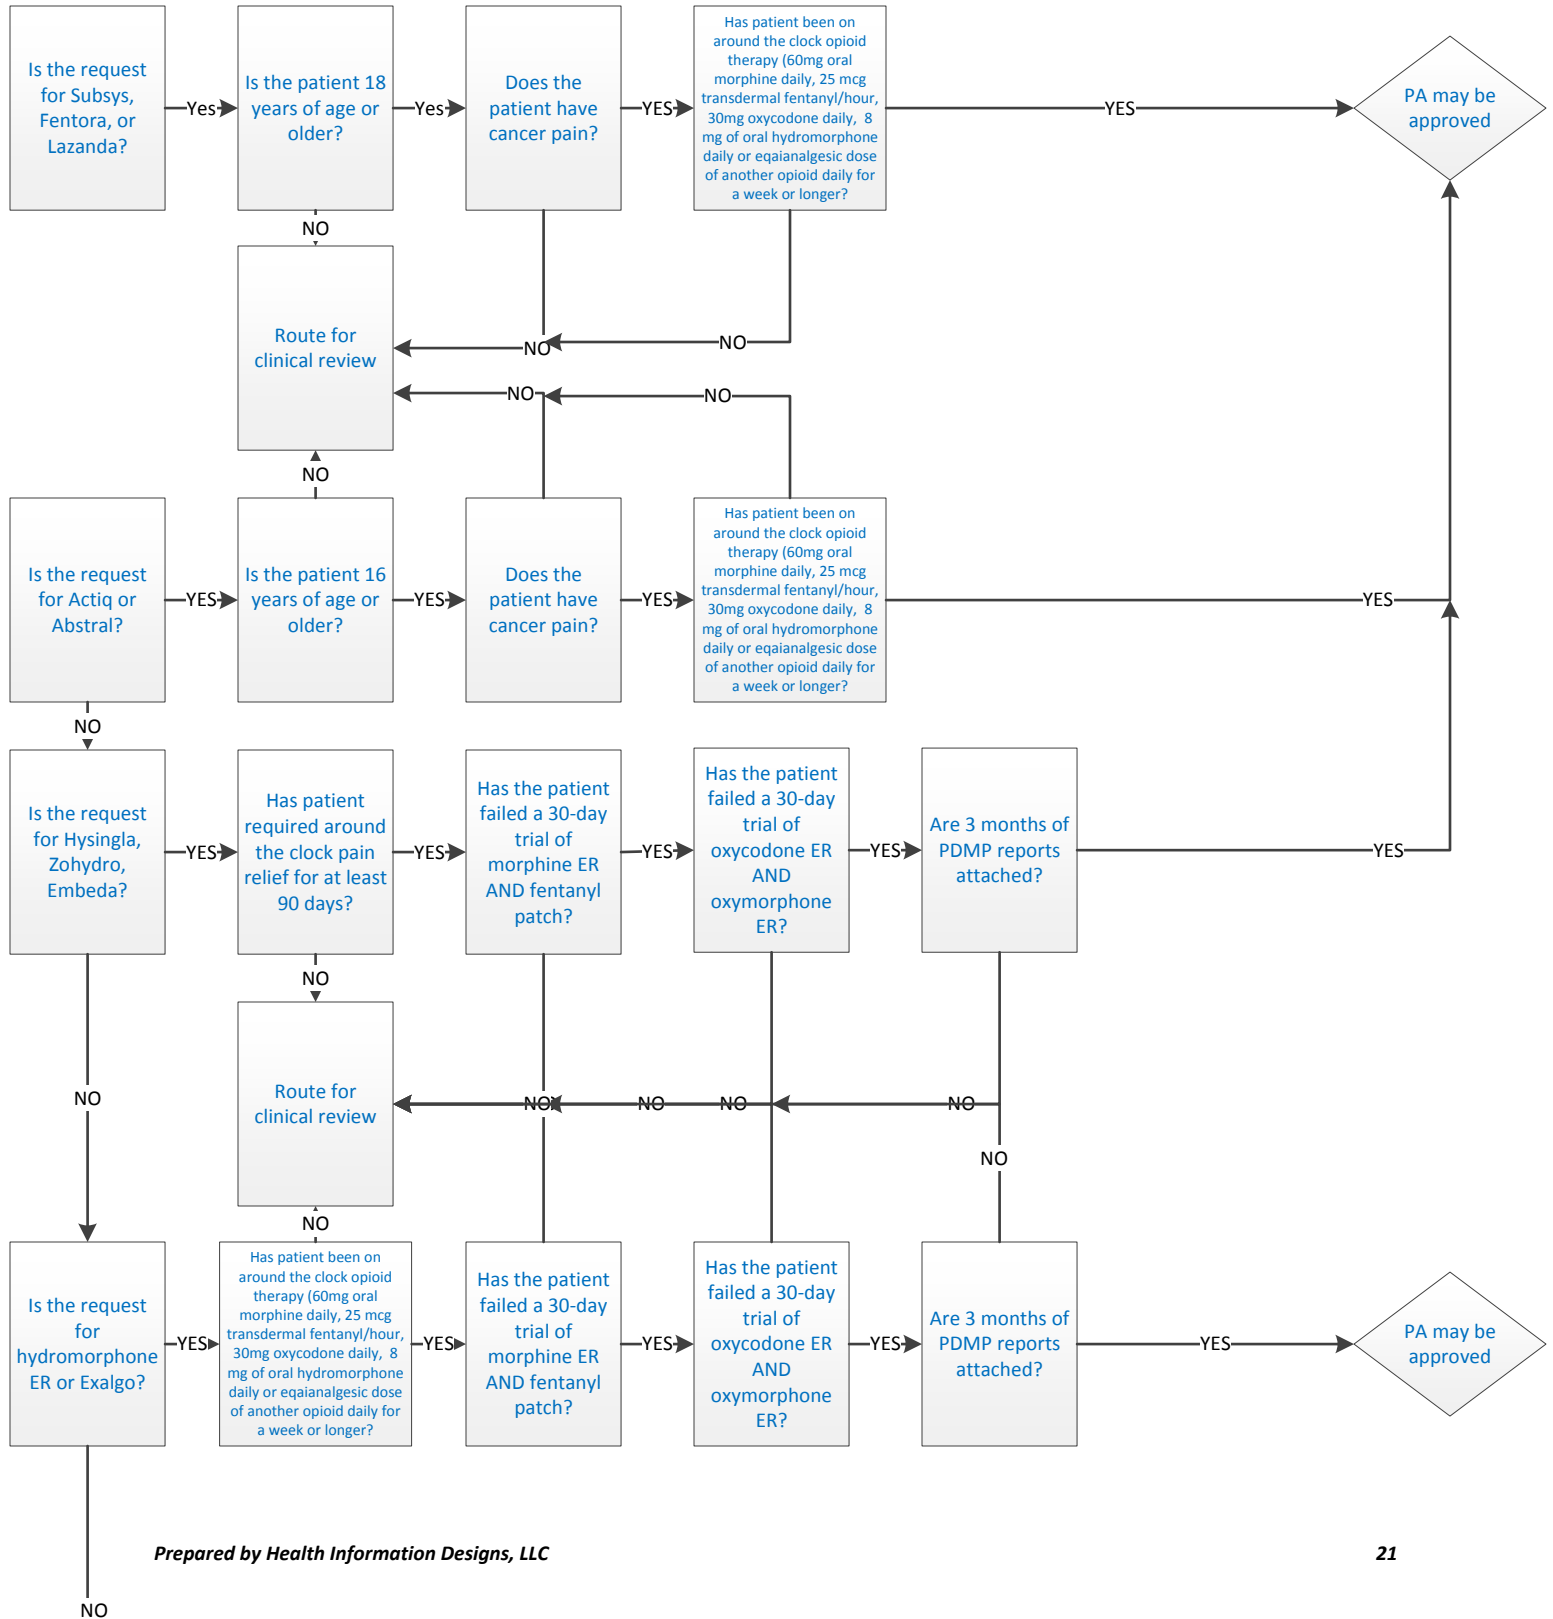 Is the request
for Subsys,
Fentora, or
Lazanda?
Yes
Is the patient 18
years of age or
older?
Yes
Does the
patient have
cancer pain?
YES
Has patient been on
around the clock opioid
therapy (60mg oral
morphine daily, 25 mcg
transdermal fentanyl/hour,
30mg oxycodone daily,  8
mg of oral hydromorphone
daily or eqaianalgesic dose
of another opioid daily for
a week or longer?
YES
PA may be
approved
NO
Route for
clinical review
NO
NO
NO
NO
NO
Is the request
for Actiq or
Abstral?
YES
Is the patient 16
years of age or
older?
YES
Does the
patient have
cancer pain?
YES
Has patient been on
around the clock opioid
therapy (60mg oral
morphine daily, 25 mcg
transdermal fentanyl/hour,
30mg oxycodone daily,  8
mg of oral hydromorphone
daily or eqaianalgesic dose
of another opioid daily for
a week or longer?
YES
NO
Is the request
for Hysingla,
Zohydro,
Embeda?
YES
Has patient
required around
the clock pain
relief for at least
90 days?
YES
Has the patient
failed a 30-day
trial of
morphine ER
AND fentanyl
patch?
YES
Has the patient
failed a 30-day
trial of
oxycodone ER
AND
oxymorphone
ER?
YES
Are 3 months of
PDMP reports
attached?
YES
NO
NO
Route for
clinical review
NO
NO
NO
NO
NO
NO
Is the request
for
hydromorphone
ER or Exalgo?
YES
Has patient been on
around the clock opioid
therapy (60mg oral
morphine daily, 25 mcg
transdermal fentanyl/hour,
30mg oxycodone daily,  8
mg of oral hydromorphone
daily or eqaianalgesic dose
of another opioid daily for
a week or longer?
YES
Has the patient
failed a 30-day
trial of
morphine ER
AND fentanyl
patch?
YES
Has the patient
failed a 30-day
trial of
oxycodone ER
AND
oxymorphone
ER?
YES
Are 3 months of
PDMP reports
attached?
YES
PA may be
approved
Prepared by Health Information Designs, LLC
21
NO